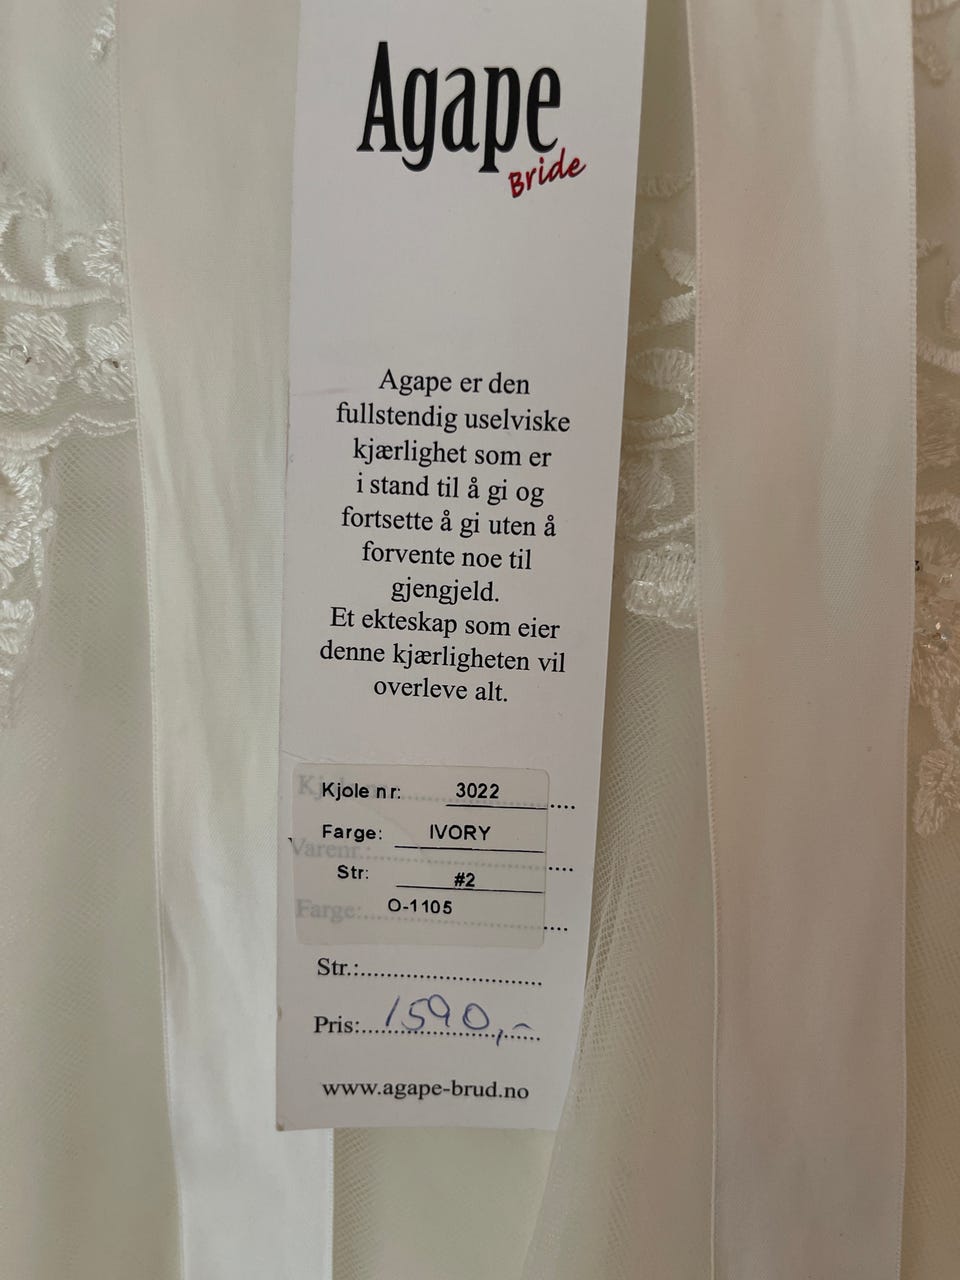 Agape
Bride
Agape er den
fullstendig uselviske
kjærlighet som er
i stand til å gi og
fortsette å gi uten å
forvente noe til
gjengjeld.
Et ekteskap som eier
denne kjærligheten vil
overleve alt.
Kjole nr: 3022
Farge: IVORY
Varenr.:
Str: #2
Farge: O-1105
Str.:
Pris: 1590,-
www.agape-brud.no